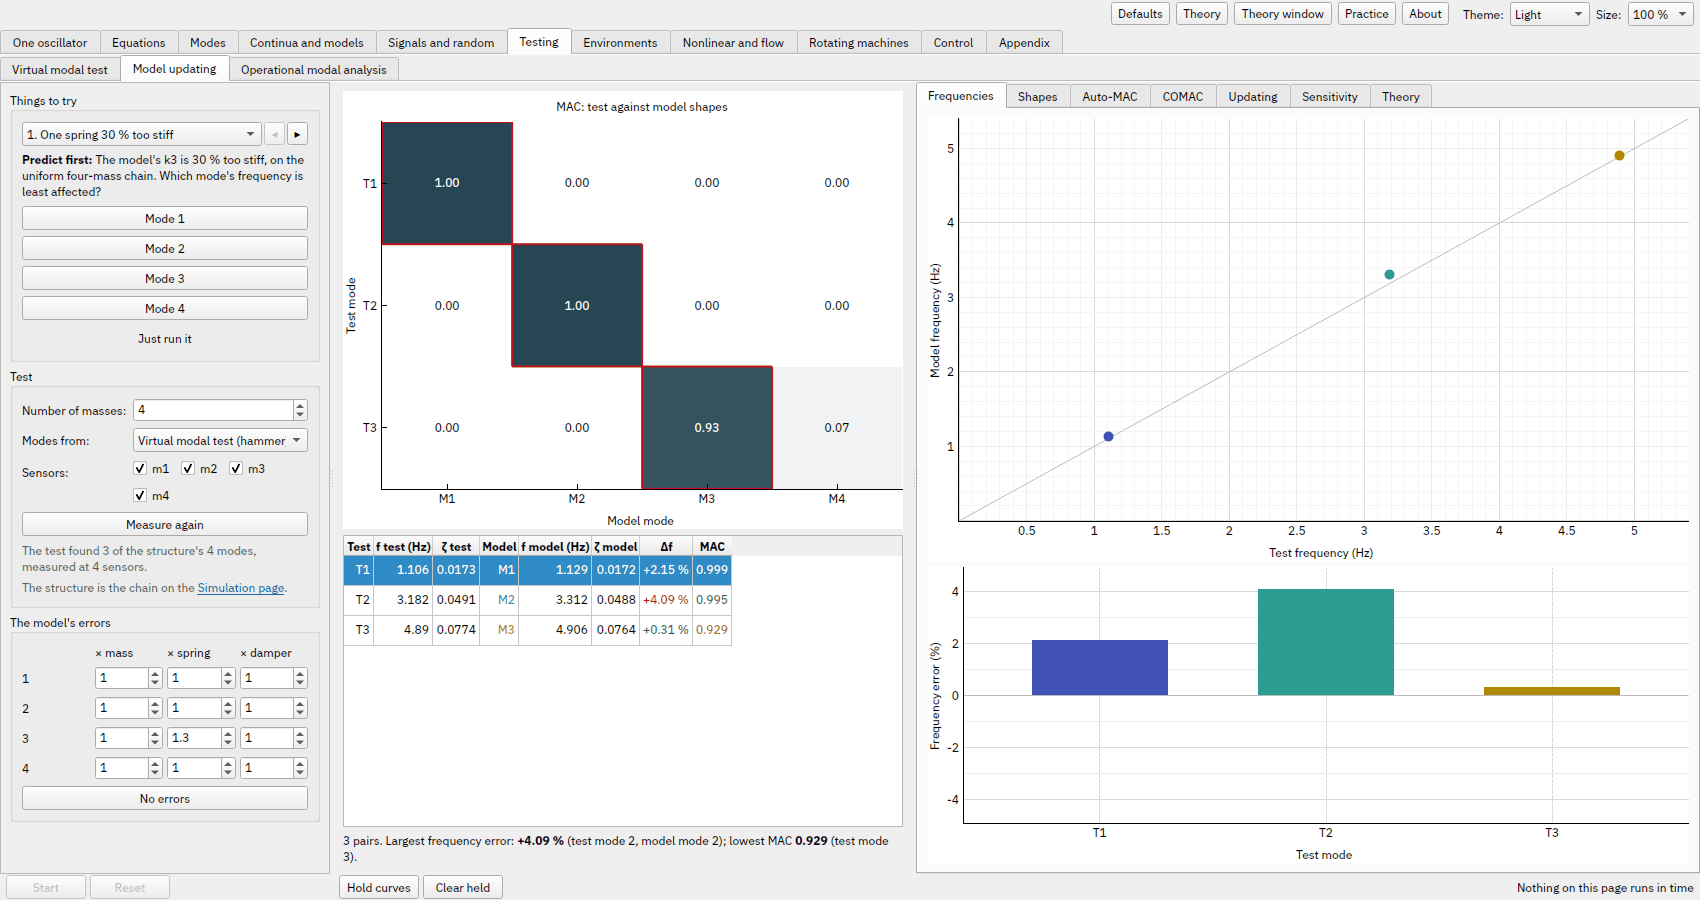 Defaults Theory Theory window Practice About Theme: Light Size: 100 %
One oscillator Equations Modes Continua and models Signals and random Testing Environments Nonlinear and flow Rotating machines Control Appendix
Virtual modal test Model updating Operational modal analysis
Things to try
1. One spring 30 % too stiff
Predict first: The model's k3 is 30 % too stiff, on the
uniform four-mass chain. Which mode's frequency is
least affected?
Mode 1
Mode 2
Mode 3
Mode 4
Just run it
Test
Number of masses: 4
Modes from: Virtual modal test (hammer
Sensors: m1 m2 m3
m4
Measure again
The test found 3 of the structure's 4 modes,
measured at 4 sensors.
The structure is the chain on the Simulation page.
The model's errors
× mass × spring × damper
1 1 1 1
2 1 1 1
3 1 1.3 1
4 1 1 1
No errors
Start Reset
MAC: test against model shapes
Test mode
T1 1.00 0.00 0.00 0.00
T2 0.00 1.00 0.00 0.00
T3 0.00 0.00 0.93 0.07
M1 M2 M3 M4
Model mode
Test f test (Hz) ζ test Model f model (Hz) ζ model Δf MAC
T1 1.106 0.0173 M1 1.129 0.0172 +2.15 % 0.999
T2 3.182 0.0491 M2 3.312 0.0488 +4.09 % 0.995
T3 4.89 0.0774 M3 4.906 0.0764 +0.31 % 0.929
3 pairs. Largest frequency error: +4.09 % (test mode 2, model mode 2); lowest MAC 0.929 (test mode
3).
Hold curves Clear held
Frequencies Shapes Auto-MAC COMAC Updating Sensitivity Theory
Model frequency (Hz)
5
4
3
2
1
0.5 1 1.5 2 2.5 3 3.5 4 4.5 5
Test frequency (Hz)
Frequency error (%)
4
2
0
-2
-4
T1 T2 T3
Test mode
Nothing on this page runs in time